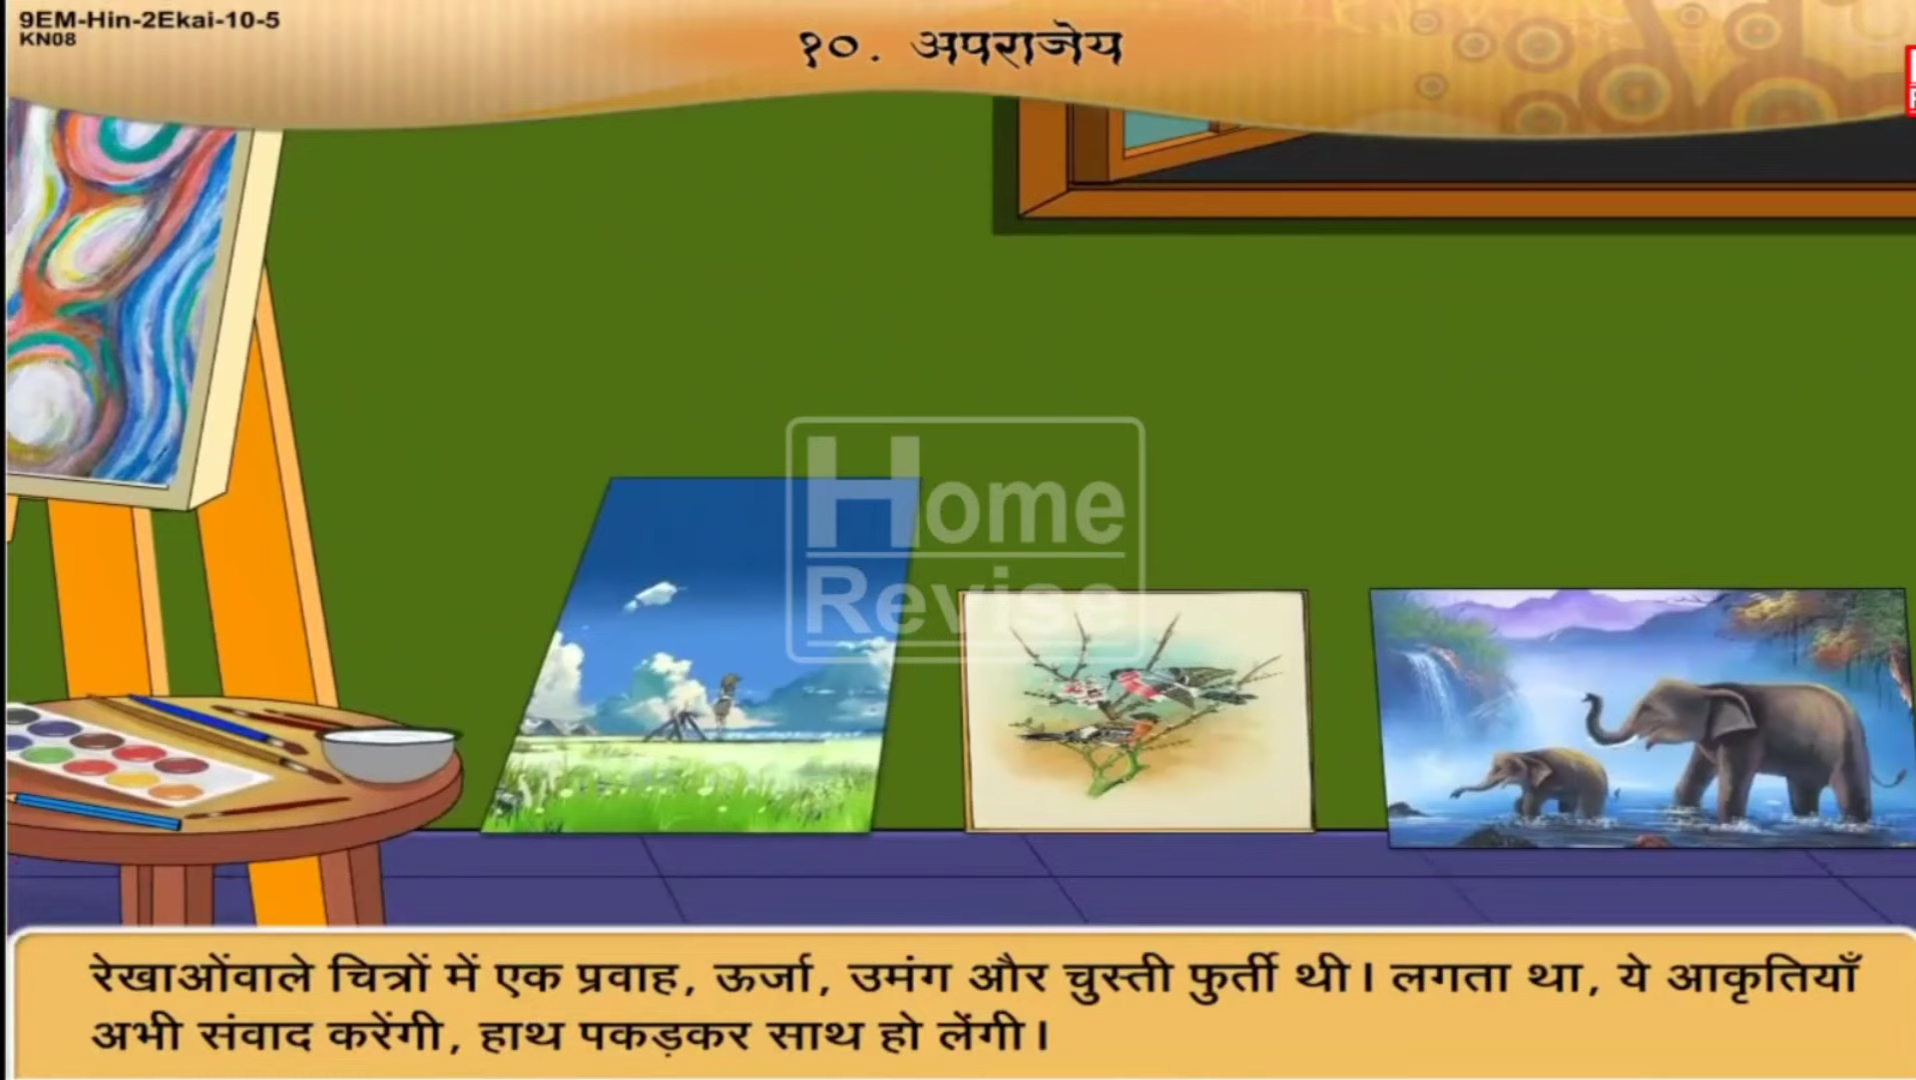 9EM-Hin-2Ekai-10-5
KN08
१०. अपराजेय
Home
Revise
रेखाओंवाले चित्रों में एक प्रवाह, ऊर्जा, उमंग और चुस्ती फुर्ती थी। लगता था, ये आकृतियाँ
अभी संवाद करेंगी, हाथ पकड़कर साथ हो लेंगी।